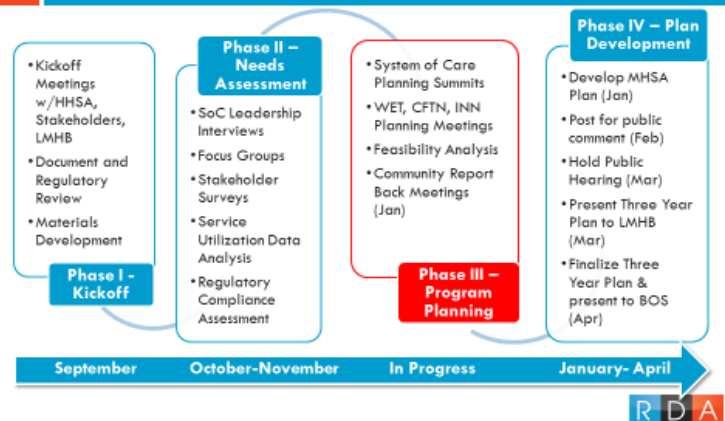 • Kickoff
Meetings
w/HHSA,
Stakeholders,
LMHB
• Document and
Regulatory
Review
• Materials
Development
Phase I -
Kickoff
Phase II –
Needs
Assessment
• SoC Leadership
Interviews
• Focus Groups
• Stakeholder
Surveys
• Service
Utilization Data
Analysis
• Regulatory
Compliance
Assessment
• System of Care
Planning Summits
• WET, CFTN, INN
Planning Meetings
• Feasibility Analysis
• Community Report
Back Meetings
(Jan)
Phase III –
Program
Planning
Phase IV – Plan
Development
• Develop MHSA
Plan (Jan)
• Post for public
comment (Feb)
• Hold Public
Hearing (Mar)
• Present Three Year
Plan to LMHB
(Mar)
• Finalize Three
Year Plan &
present to BOS
(Apr)
September
October-November
In Progress
January- April
R D A